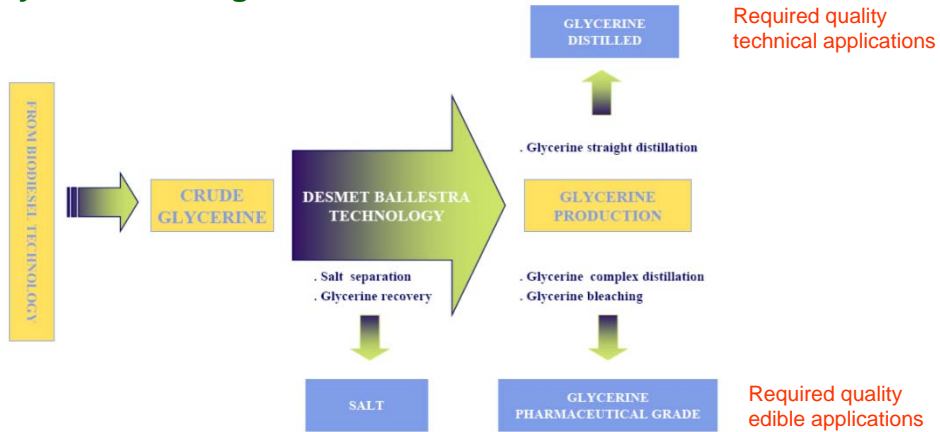 GLYCERINE
DISTILLED
Required quality
technical applications
FROM BIODIESEL TECHNOLOGY
. Glycerine straight distillation
CRUDE
GLYCERINE
DESMET BALLESTRA
TECHNOLOGY
GLYCERINE
PRODUCTION
. Salt separation
. Glycerine recovery
. Glycerine complex distillation
. Glycerine bleaching
SALT
GLYCERINE
PHARMACEUTICAL GRADE
Required quality
edible applications